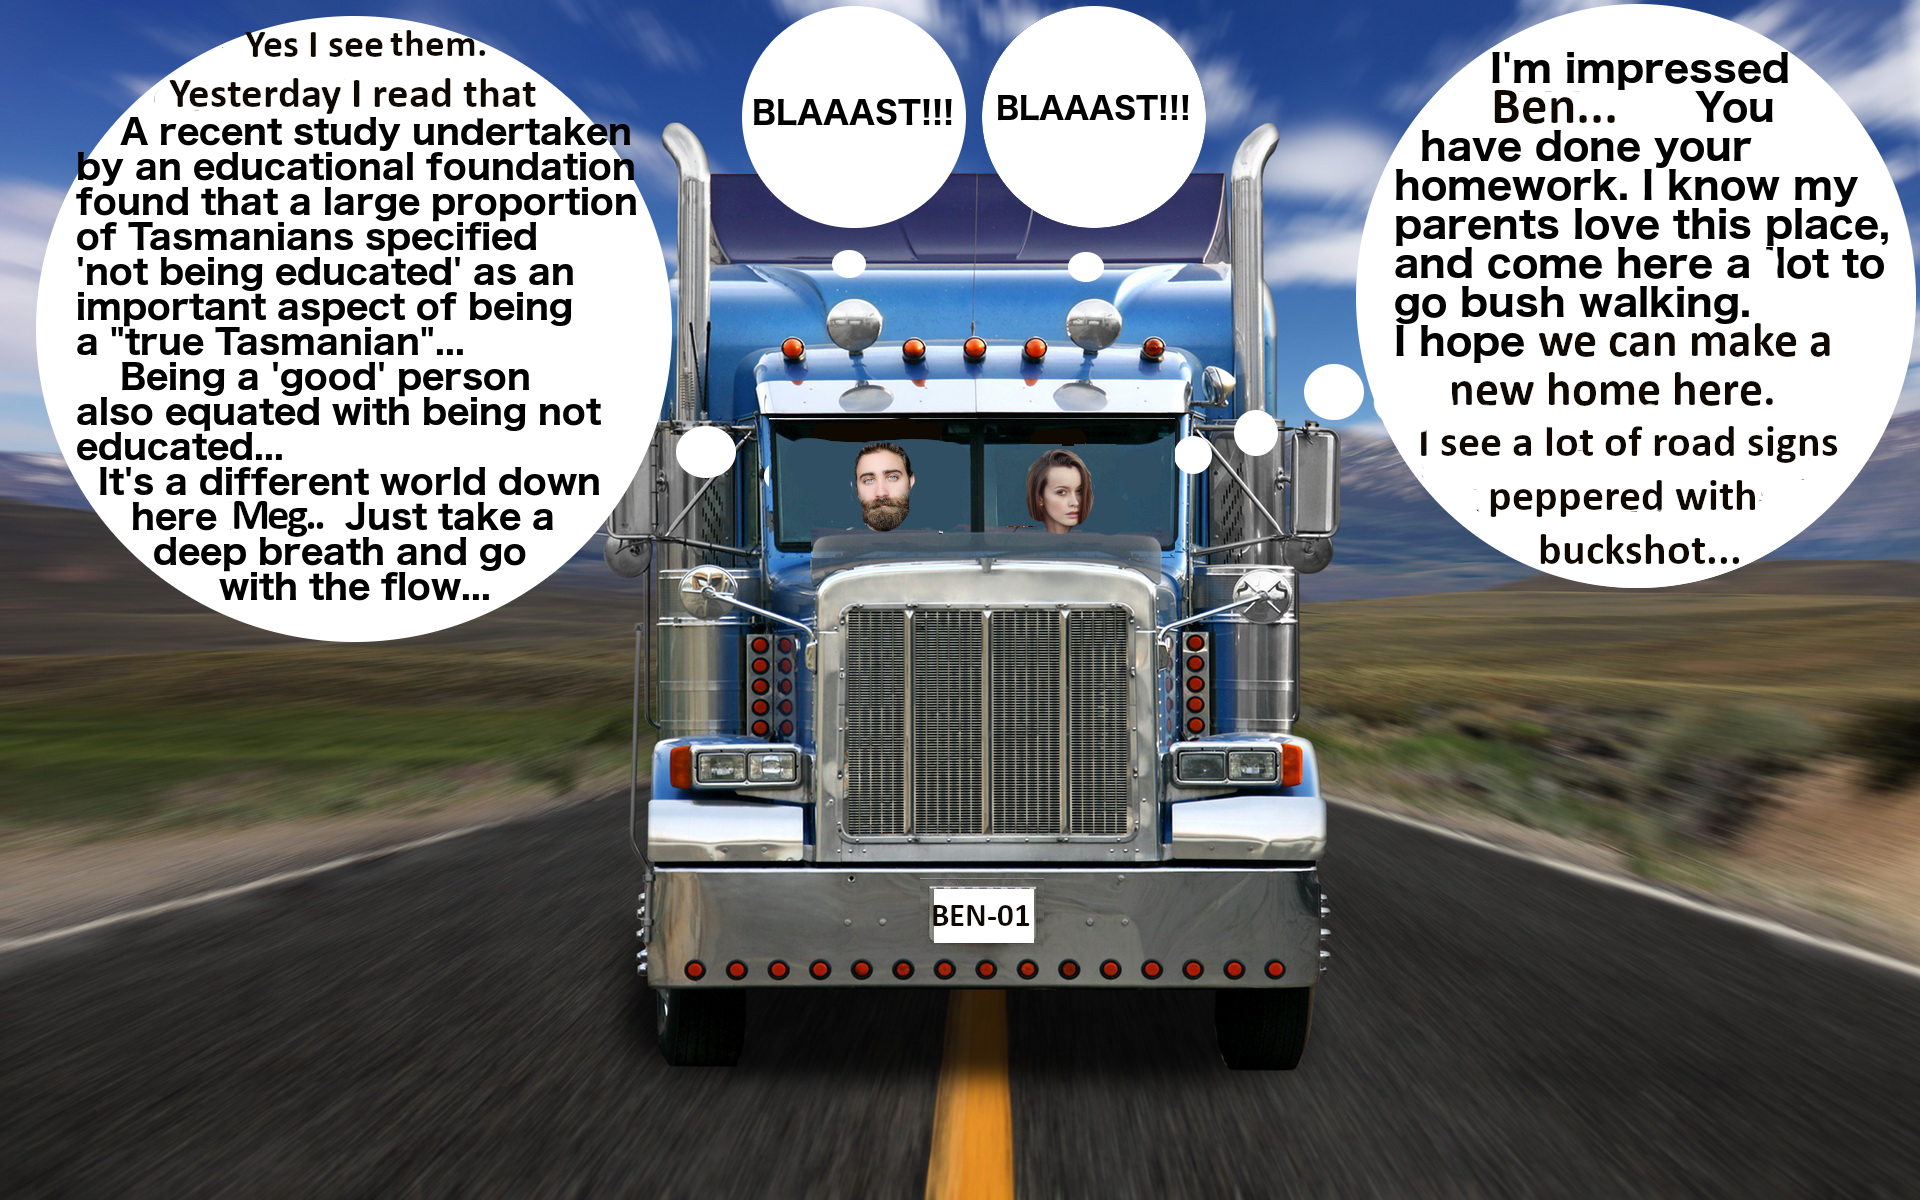 Yes I see them.
Yesterday I read that
A recent study undertaken
by an educational foundation
found that a large proportion
of Tasmanians specified
'not being educated' as an
important aspect of being
a "true Tasmanian"...
Being a 'good' person
also equated with being not
educated...
It's a different world down
here Meg.. Just take a
deep breath and go
with the flow...
BLAAAST!!!
BLAAAST!!!
I'm impressed
Ben... You
have done your
homework. I know my
parents love this place,
and come here a lot to
go bush walking.
I hope we can make a
new home here.
I see a lot of road signs
peppered with
buckshot...
BEN-01